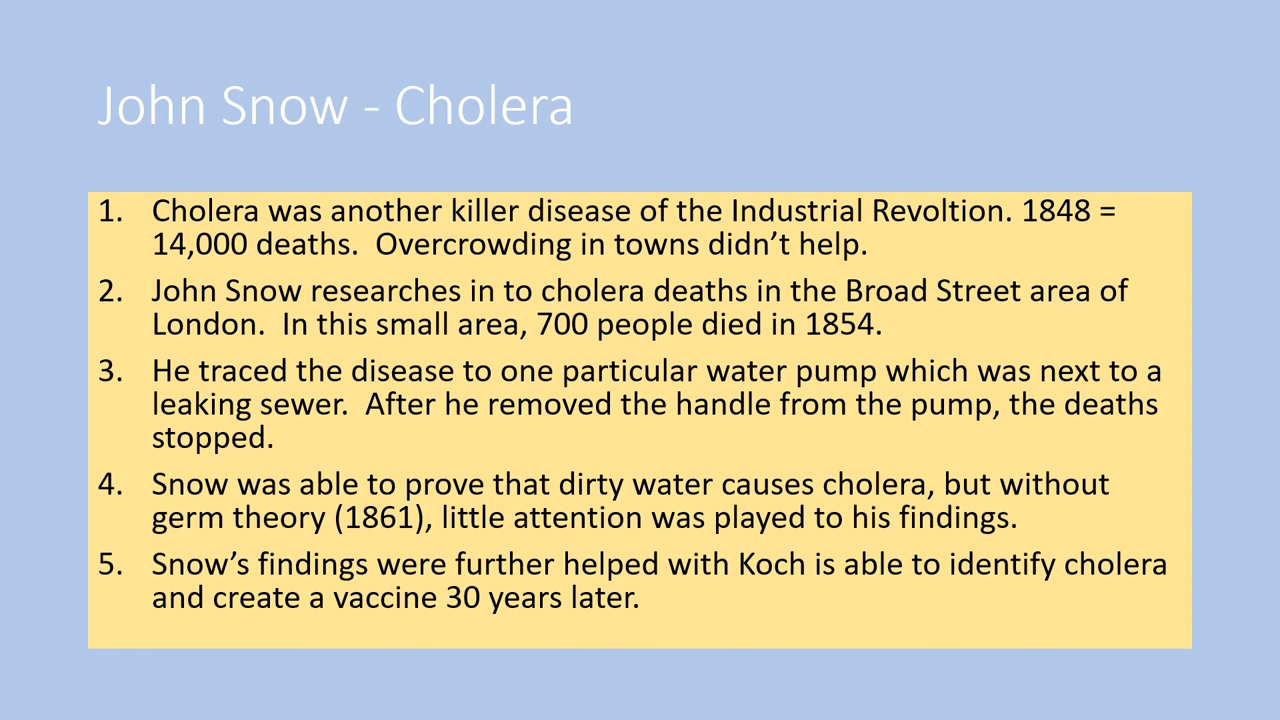 John Snow - Cholera
1. Cholera was another killer disease of the Industrial Revoltion. 1848 =
14,000 deaths.  Overcrowding in towns didn’t help.
2. John Snow researches in to cholera deaths in the Broad Street area of
London.  In this small area, 700 people died in 1854.
3. He traced the disease to one particular water pump which was next to a
leaking sewer.  After he removed the handle from the pump, the deaths
stopped.
4. Snow was able to prove that dirty water causes cholera, but without
germ theory (1861), little attention was played to his findings.
5. Snow’s findings were further helped with Koch is able to identify cholera
and create a vaccine 30 years later.